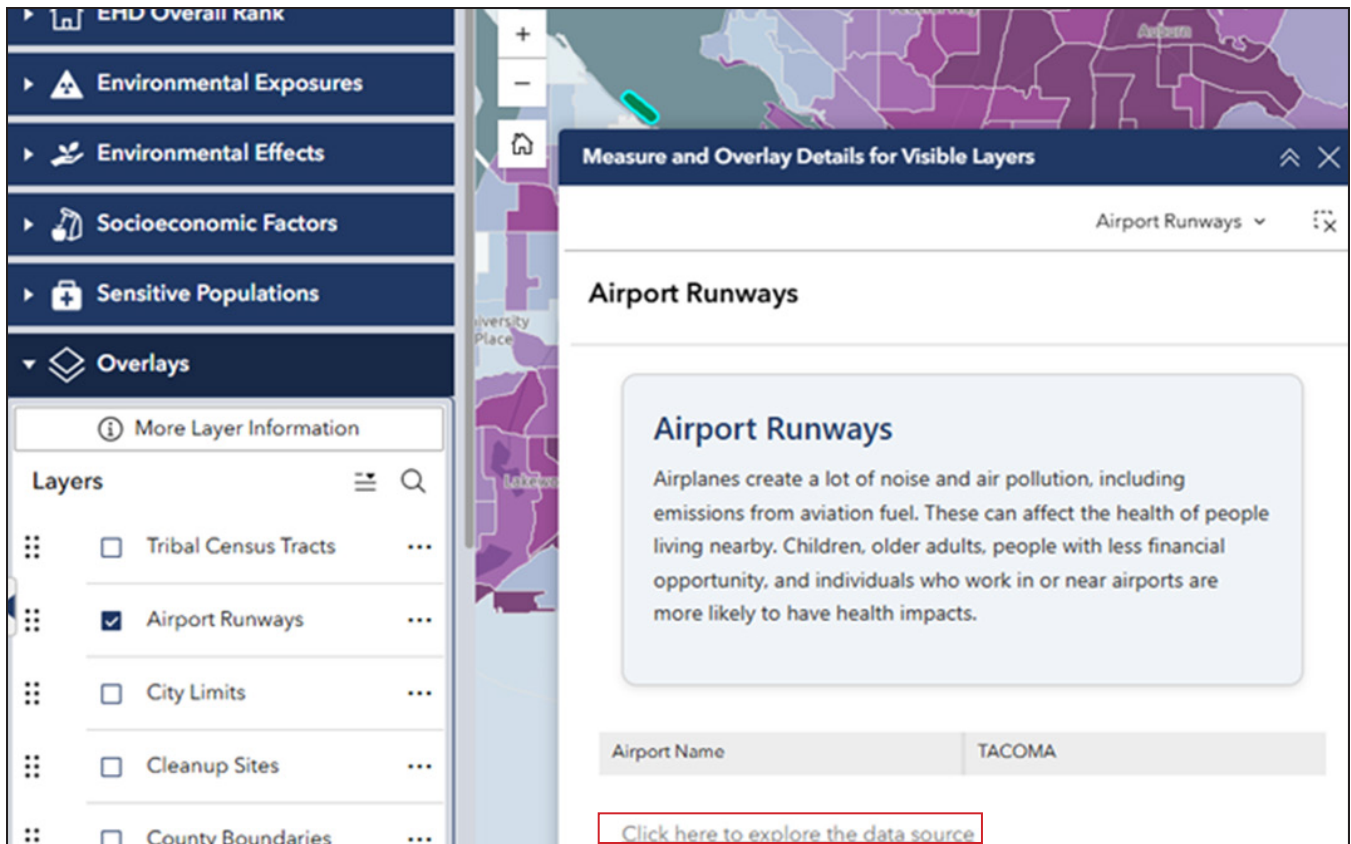 EHD Overall Rank
Environmental Exposures
Environmental Effects
Socioeconomic Factors
Sensitive Populations
Overlays
More Layer Information
Layers
Tribal Census Tracts
Airport Runways
City Limits
Cleanup Sites
County Boundaries
Auburn
Place
Measure and Overlay Details for Visible Layers
Airport Runways
Airport Runways
Airport Runways
Airplanes create a lot of noise and air pollution, including
emissions from aviation fuel. These can affect the health of people
living nearby. Children, older adults, people with less financial
opportunity, and individuals who work in or near airports are
more likely to have health impacts.
Airport Name TACOMA
Click here to explore the data source